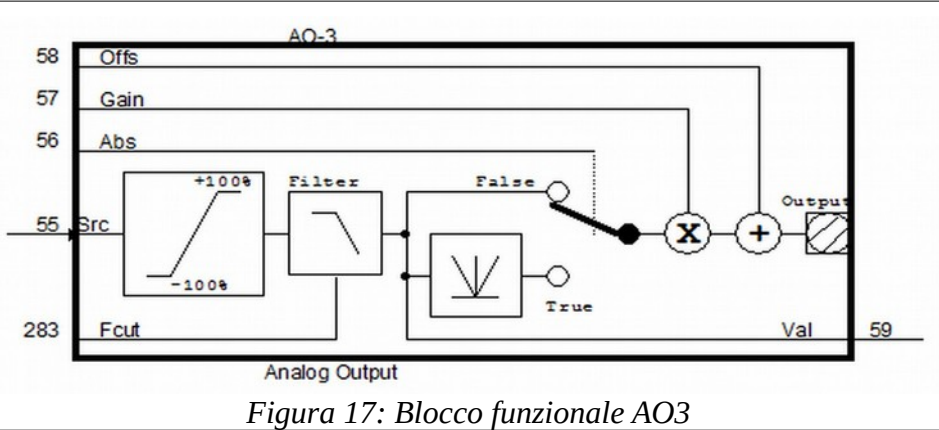 AO-3
58 Offs
57 Gain
56 Abs
+100% Filter False
Output
55 Src X +
-100% True
283 Fcut Val 59
Analog Output
Figura 17: Blocco funzionale AO3